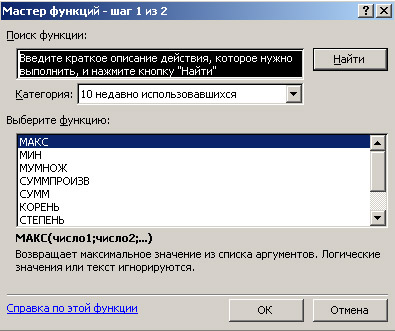 Мастер функций - шаг 1 из 2
Поиск функции:
Введите краткое описание действия, которое нужно
выполнить, и нажмите кнопку "Найти"
Найти
Категория: 10 недавно использовавшихся
Выберите функцию:
МАКС
МИН
МУМНОЖ
СУММПРОИЗВ
СУММ
КОРЕНЬ
СТЕПЕНЬ
МАКС(число1;число2;...)
Возвращает максимальное значение из списка аргументов. Логические
значения или текст игнорируются.
Справка по этой функции
ОК
Отмена